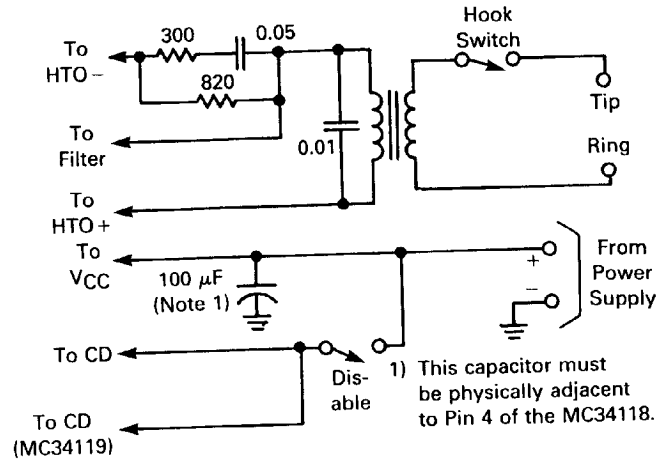 To
HTO−
300
0.05
820
To
Filter
0.01
Hook
Switch
Tip
Ring
To
HTO+
To
VCC
100 μF
(Note 1)
+
−
From
Power
Supply
To CD
Dis-
able
To CD
(MC34119)
1) This capacitor must
be physically adjacent
to Pin 4 of the MC34118.